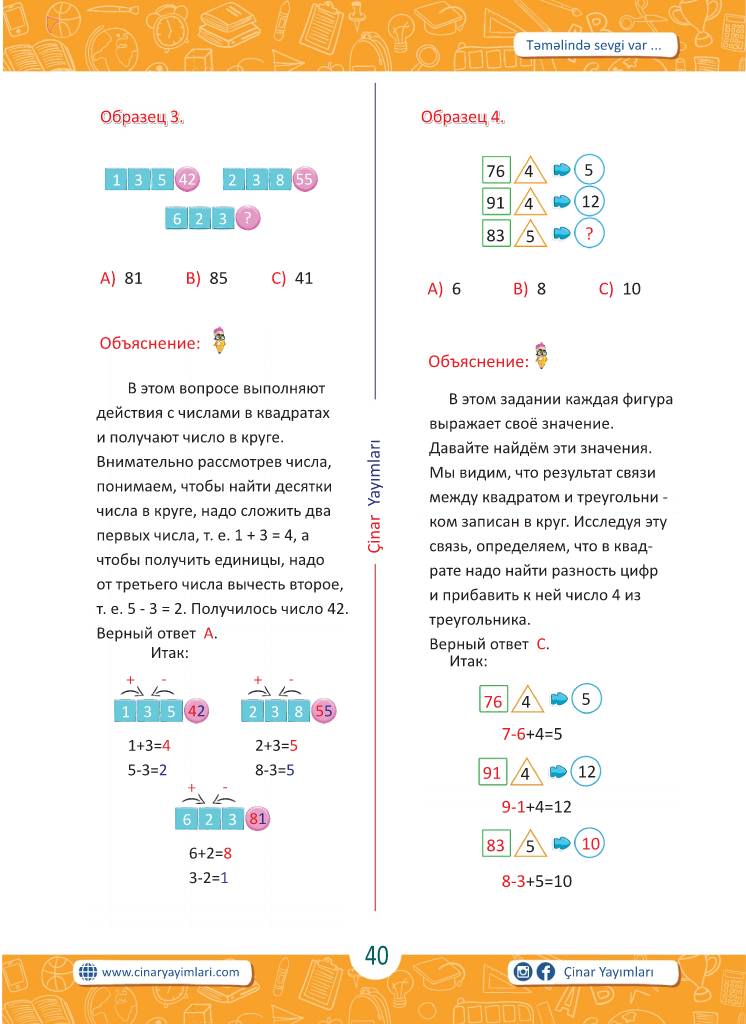 Təməlində sevgi var ...
Образец 3.
1 3 5 42 2 3 8 55
6 2 3 ?
A) 81 B) 85 C) 41
Объяснение:
В этом вопросе выполняют
действия с числами в квадратах
и получают число в круге.
Внимательно рассмотрев числа,
понимаем, чтобы найти десятки
числа в круге, надо сложить два
первых числа, т. е. 1 + 3 = 4, а
чтобы получить единицы, надо
от третьего числа вычесть второе,
т. е. 5 - 3 = 2. Получилось число 42.
Верный ответ А.
Итак:
+ - + -
1 3 5 42 2 3 8 55
1+3=4 2+3=5
5-3=2 8-3=5
+ -
6 2 3 81
6+2=8
3-2=1
Çinar Yayımları
Образец 4.
76 4 5
91 4 12
83 5 ?
A) 6 B) 8 C) 10
Объяснение:
В этом задании каждая фигура
выражает своё значение.
Давайте найдём эти значения.
Мы видим, что результат связи
между квадратом и треугольни -
ком записан в круг. Исследуя эту
связь, определяем, что в квад-
рате надо найти разность цифр
и прибавить к ней число 4 из
треугольника.
Верный ответ С.
Итак:
76 4 5
7-6+4=5
91 4 12
9-1+4=12
83 5 10
8-3+5=10
www.cinaryayimlari.com
40
Çinar Yayımları